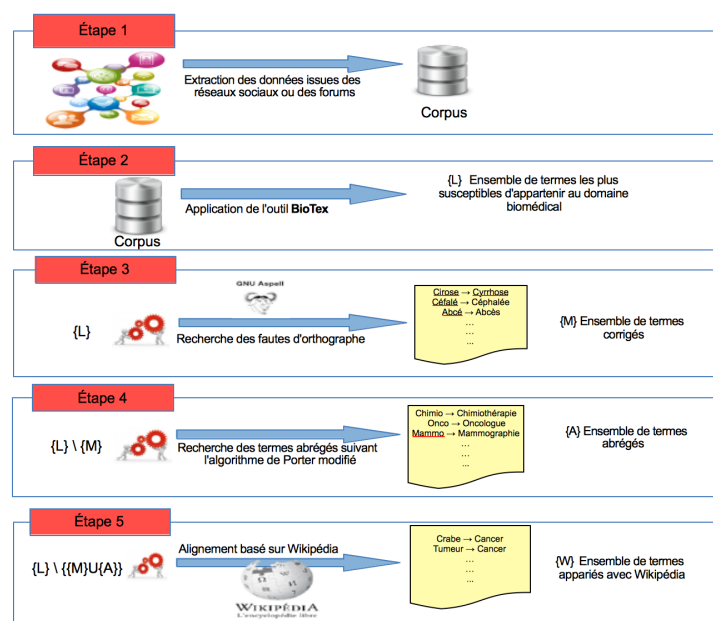 Étape 1
Extraction des données issues des
réseaux sociaux ou des forums
Corpus
Étape 2
Corpus
Application de l'outil BioTex
{L} Ensemble de termes les plus
susceptibles d'appartenir au domaine
biomédical
Étape 3
{L}
GNU Aspell
Recherche des fautes d'orthographe
Cirose → Cyrrhose
Céfalé → Céphalée
Abcé → Abcès
...
...
...
{M} Ensemble de termes
corrigés
Étape 4
{L} \ {M}
Recherche des termes abrégés suivant
l'algorithme de Porter modifié
Chimio → Chimiothérapie
Onco → Oncologue
Mammo → Mammographie
...
...
...
{A} Ensemble de termes
abrégés
Étape 5
{L} \ {{M}U{A}}
Alignement basé sur Wikipédia
WIKIPÉDIA
L'encyclopédie libre
Crabe → Cancer
Tumeur → Cancer
...
...
...
{W} Ensemble de termes
appariés avec Wikipédia